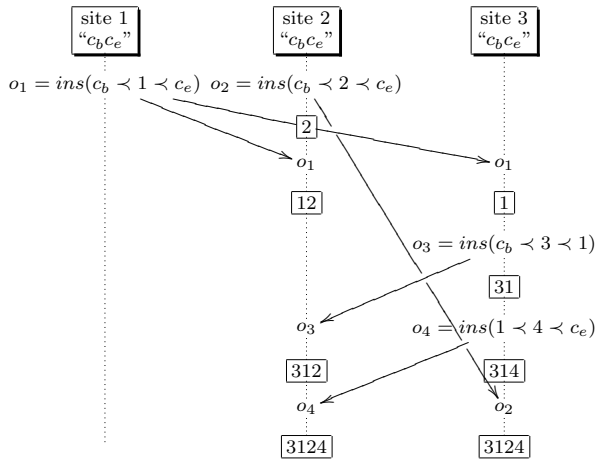 site 1 site 2 site 3
“c_b c_e” “c_b c_e” “c_b c_e”
o_1 = ins(c_b ≺ 1 ≺ c_e) o_2 = ins(c_b ≺ 2 ≺ c_e)
2
o_1 o_1
12 1
o_3 = ins(c_b ≺ 3 ≺ 1)
31
o_3 o_4 = ins(1 ≺ 4 ≺ c_e)
312 314
o_4 o_2
3124 3124